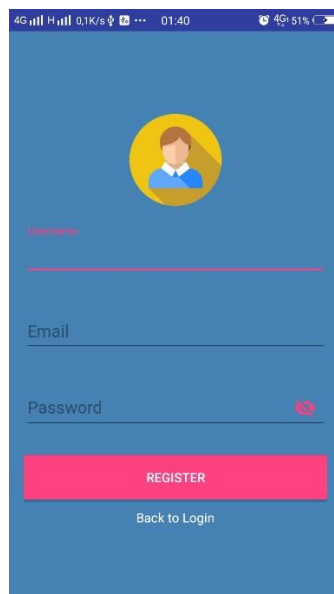 4G H 0,1K/s 01:40 4G 51%
Username
Email
Password
REGISTER
Back to Login